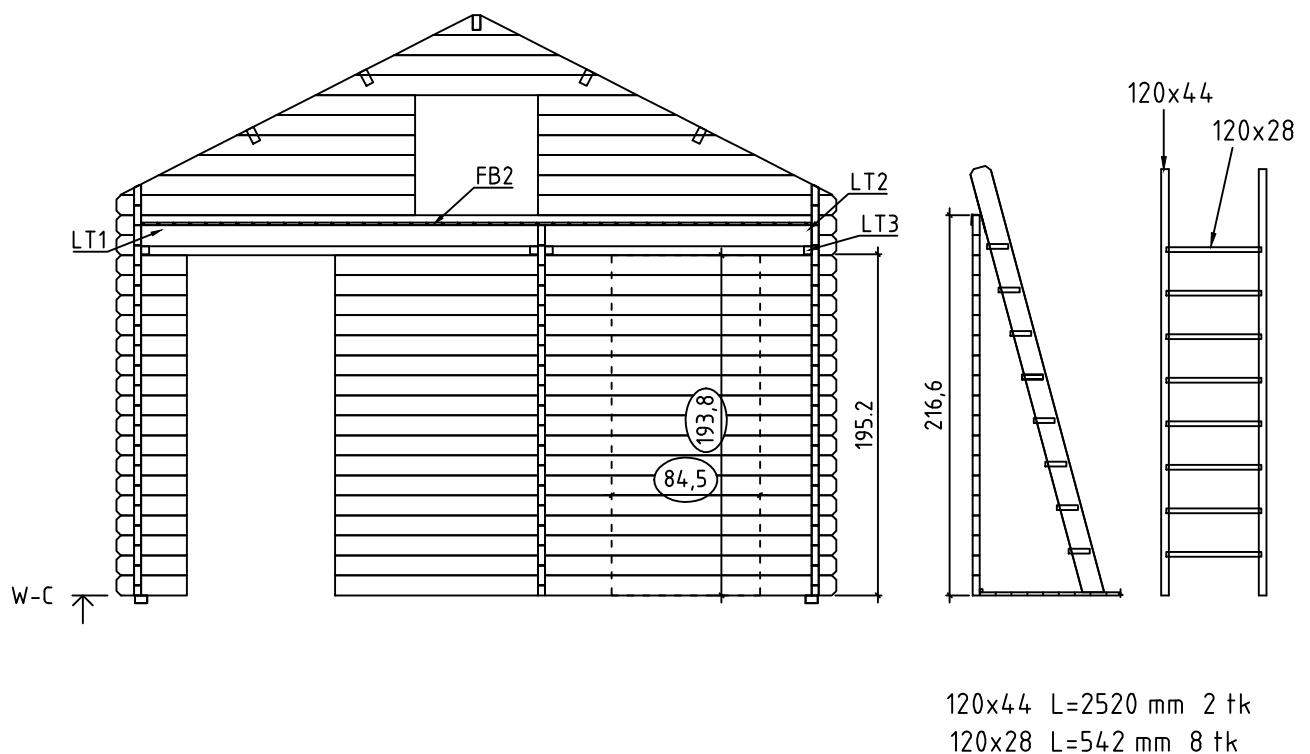 120x44
120x28
FB2
LT2
LT1
LT3
193,8
195.2
216,6
84,5
W-C
120x44 L=2520 mm 2 tk
120x28 L=542 mm 8 tk